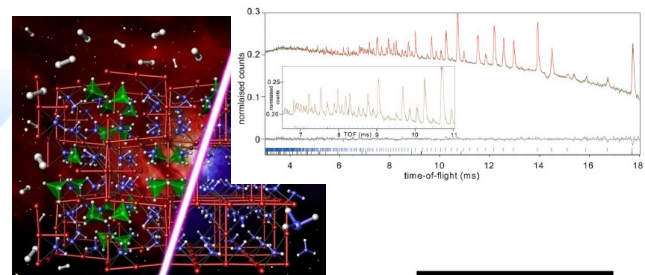 0.3
0.2
0.1
0
normlaised counts
0.25
0.20
normalised counts
7 8 9 10 11
TOF (ms)
4 6 8 10 12 14 16 18
time-of-flight (ms)